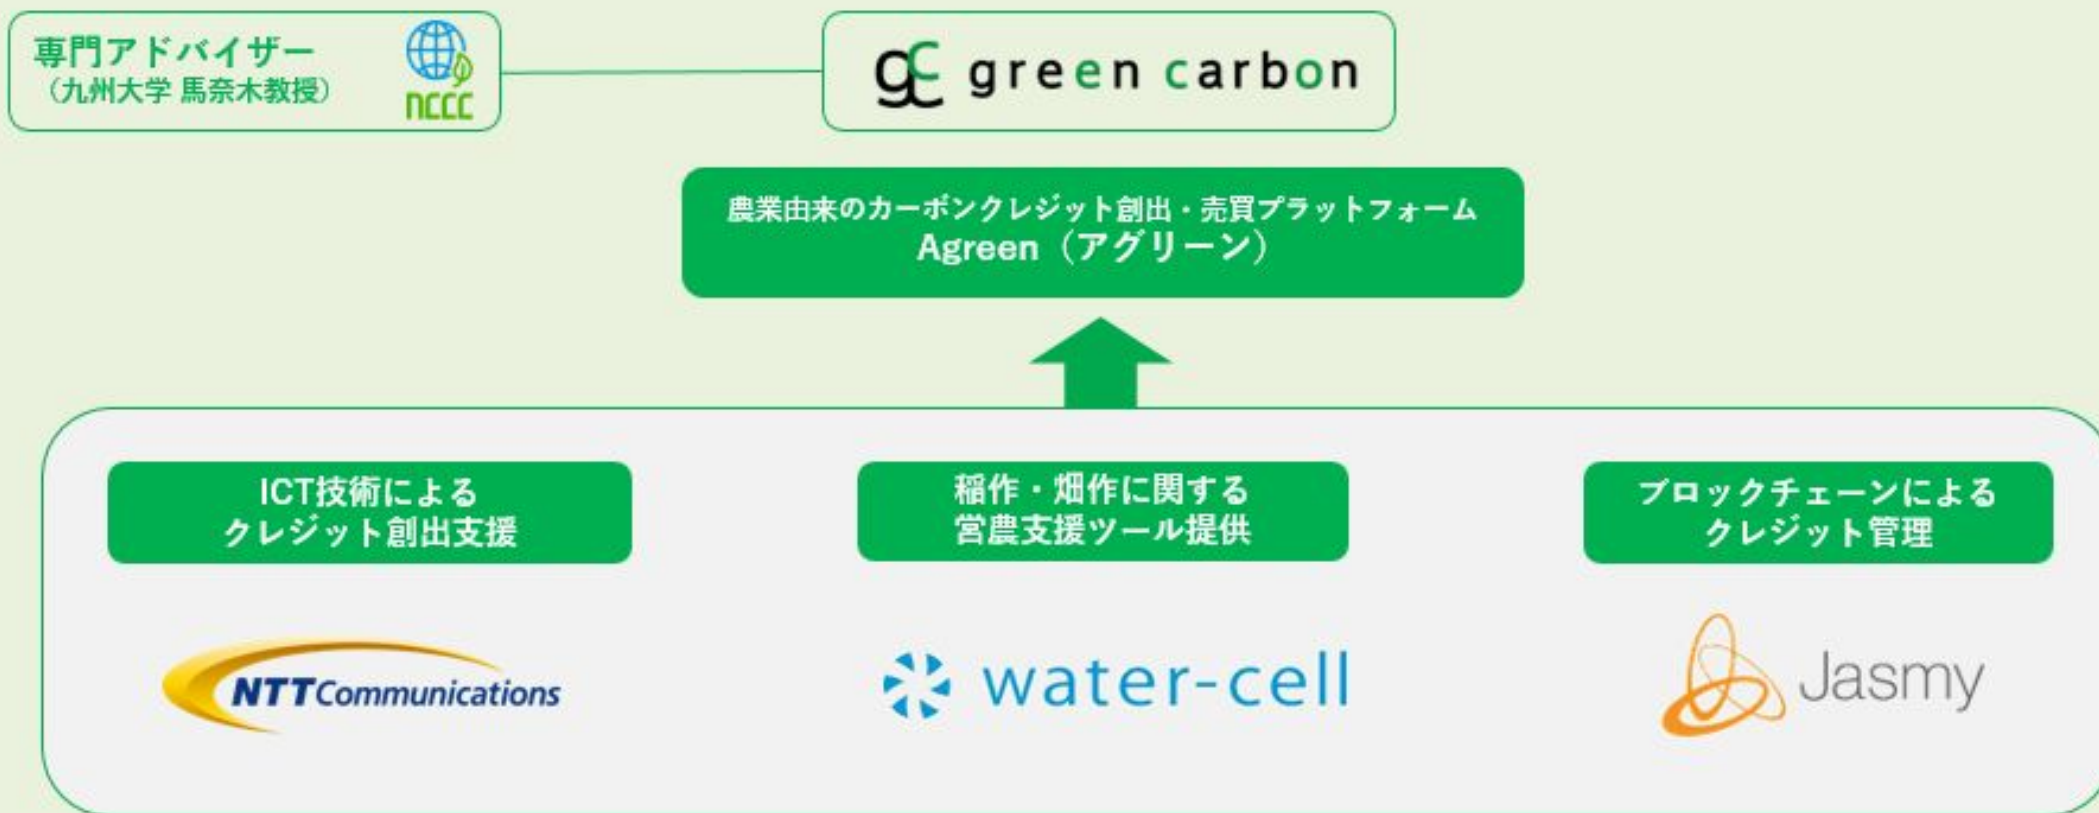 専門アドバイザー
（九州大学 馬奈木教授）
NCCC
gc green carbon
農業由来のカーボンクレジット創出・売買プラットフォーム
Agreen（アグリーン）
ICT技術による
クレジット創出支援
NTT Communications
稲作・畑作に関する
営農支援ツール提供
water-cell
ブロックチェーンによる
クレジット管理
Jasmy